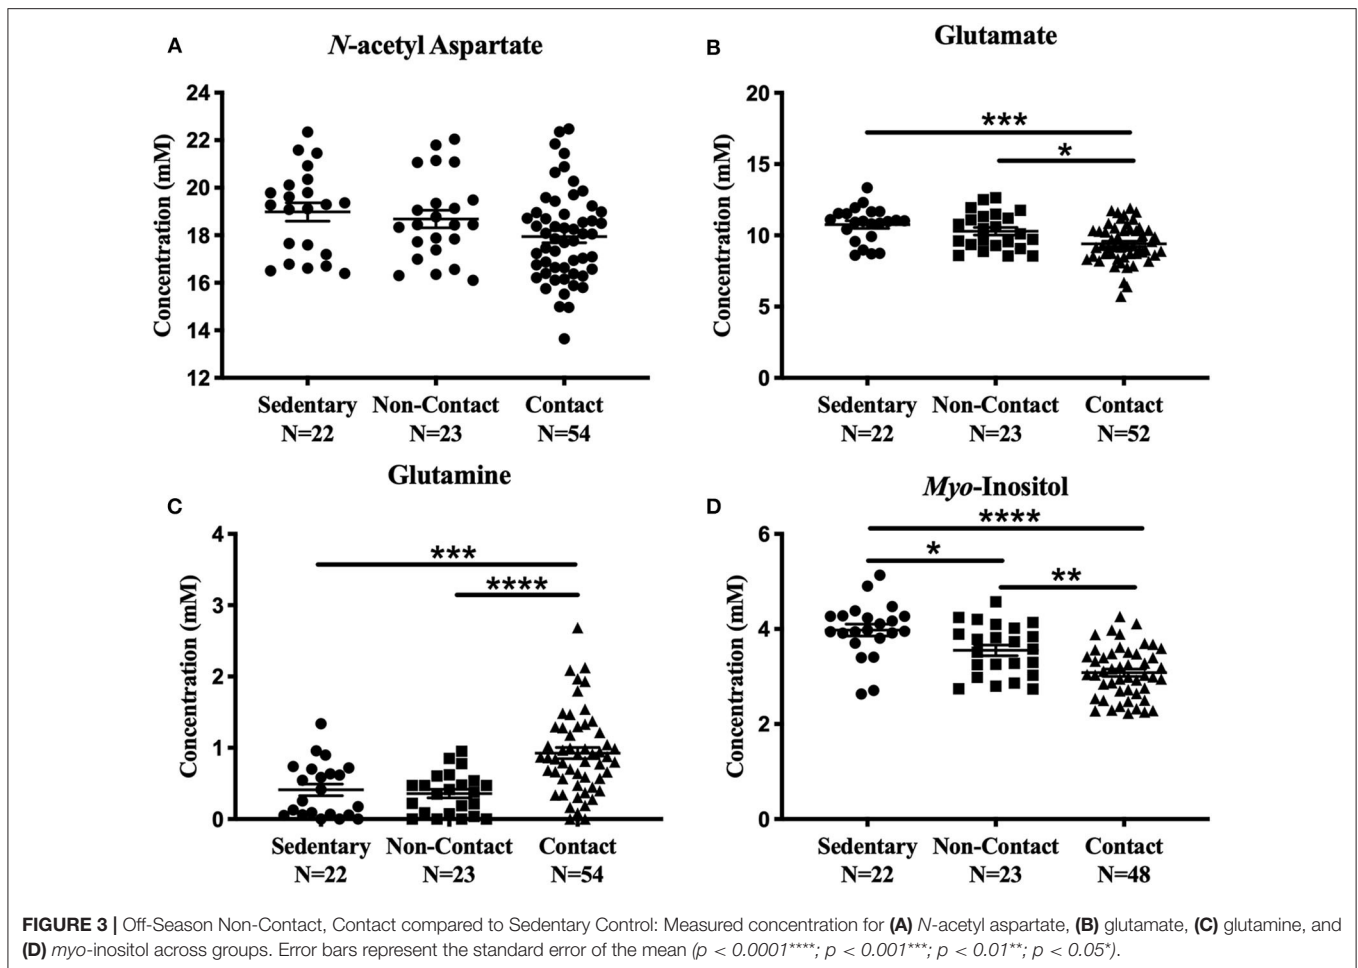 A
N-acetyl Aspartate
Concentration (mM)
24
22
20
18
16
14
12
Sedentary Non-Contact Contact
N=22 N=23 N=54
B
Glutamate
Concentration (mM)
20
15
10
5
0
***
*
Sedentary Non-Contact Contact
N=22 N=23 N=52
C
Glutamine
Concentration (mM)
4
3
2
1
0
***
****
Sedentary Non-Contact Contact
N=22 N=23 N=54
D
Myo-Inositol
Concentration (mM)
6
4
2
0
****
*
**
Sedentary Non-Contact Contact
N=22 N=23 N=48
FIGURE 3 | Off-Season Non-Contact, Contact compared to Sedentary Control: Measured concentration for (A) N-acetyl aspartate, (B) glutamate, (C) glutamine, and
(D) myo-inositol across groups. Error bars represent the standard error of the mean (p < 0.0001****; p < 0.001***; p < 0.01**; p < 0.05*).